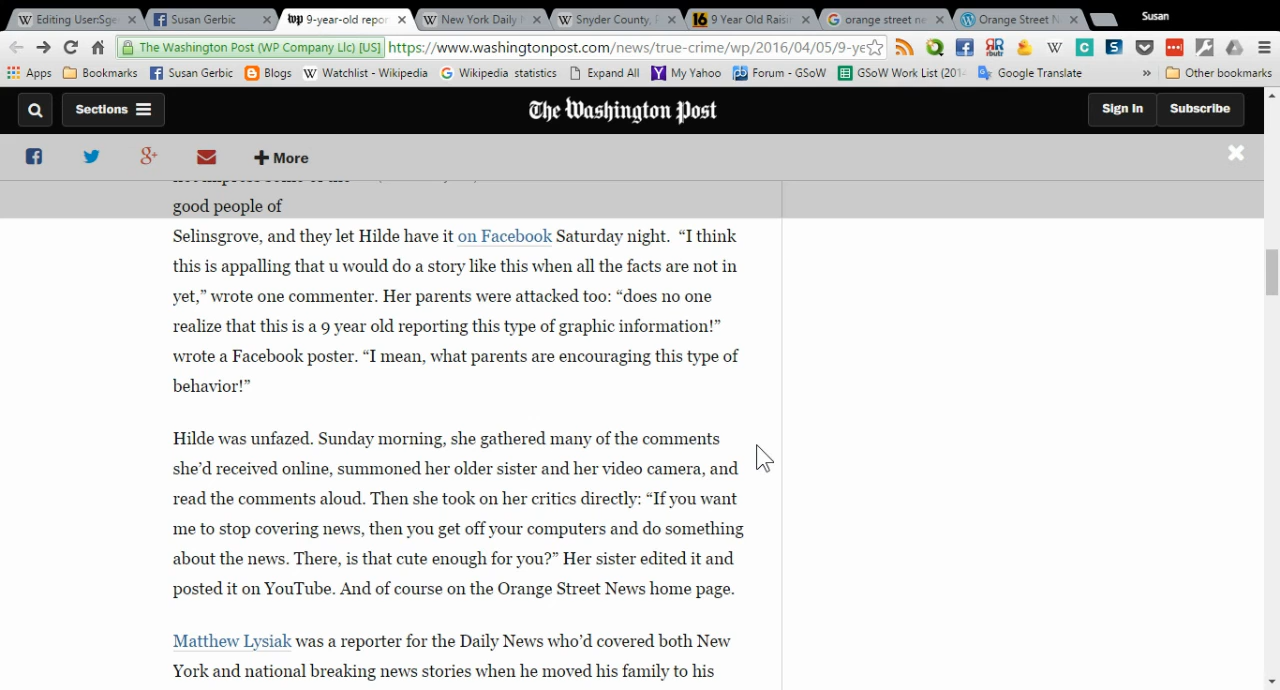 Editing User:Sge
Susan Gerbic
9-year-old repor
New York Daily
Snyder County,
9 Year Old Raisi
orange street ne
Orange Street N
Susan
The Washington Post (WP Company Llc) [US]
https://www.washingtonpost.com/news/true-crime/wp/2016/04/05/9-ye
Apps
Bookmarks
Susan Gerbic
Blogs
Watchlist - Wikipedia
Wikipedia statistics
Expand All
My Yahoo
Forum - GSoW
GSoW Work List (201
Google Translate
»
Other bookmarks
Sections
The Washington Post
Sign In
Subscribe
More
good people of
Selinsgrove, and they let Hilde have it on Facebook Saturday night. “I think
this is appalling that u would do a story like this when all the facts are not in
yet,” wrote one commenter. Her parents were attacked too: “does no one
realize that this is a 9 year old reporting this type of graphic information!”
wrote a Facebook poster. “I mean, what parents are encouraging this type of
behavior!”
Hilde was unfazed. Sunday morning, she gathered many of the comments
she’d received online, summoned her older sister and her video camera, and
read the comments aloud. Then she took on her critics directly: “If you want
me to stop covering news, then you get off your computers and do something
about the news. There, is that cute enough for you?” Her sister edited it and
posted it on YouTube. And of course on the Orange Street News home page.
Matthew Lysiak was a reporter for the Daily News who’d covered both New
York and national breaking news stories when he moved his family to his